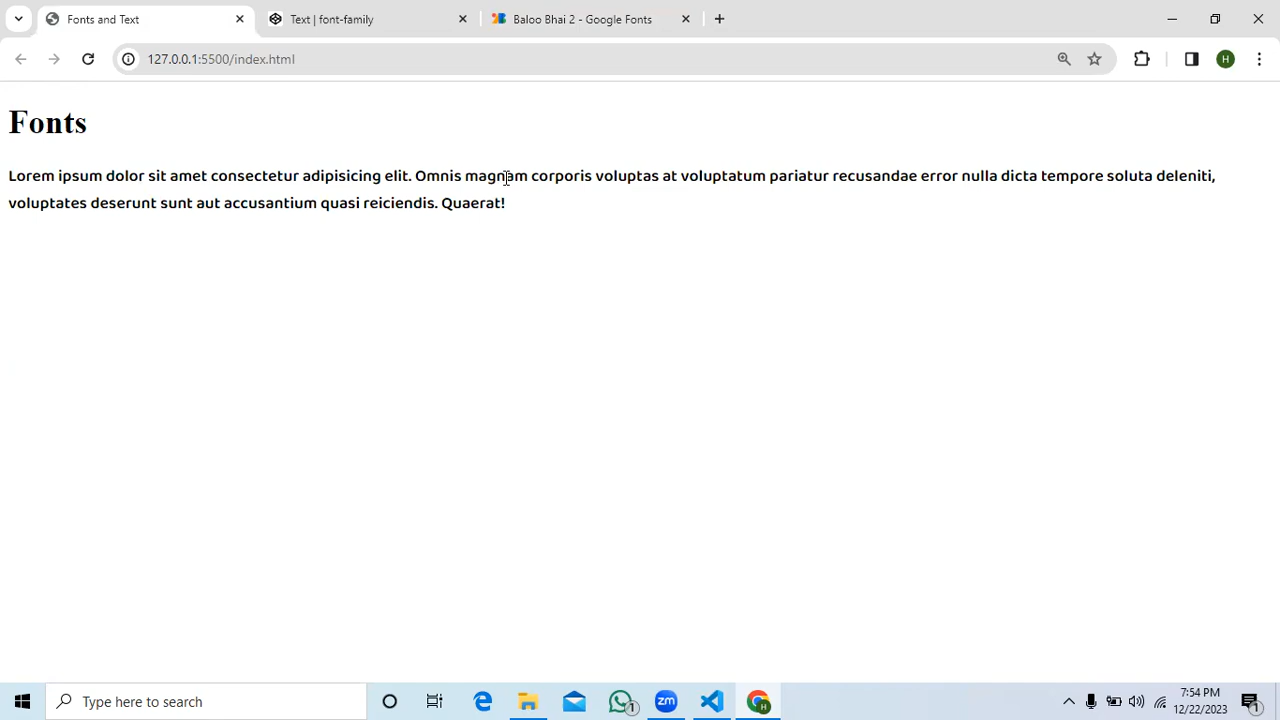 Fonts and Text
Text | font-family
Baloo Bhai 2 - Google Fonts
127.0.0.1:5500/index.html
H
Fonts
Lorem ipsum dolor sit amet consectetur adipisicing elit. Omnis magnam corporis voluptas at voluptatum pariatur recusandae error nulla dicta tempore soluta deleniti,
voluptates deserunt sunt aut accusantium quasi reiciendis. Quaerat!
Type here to search
1
zm
H
7:54 PM
12/22/2023
1